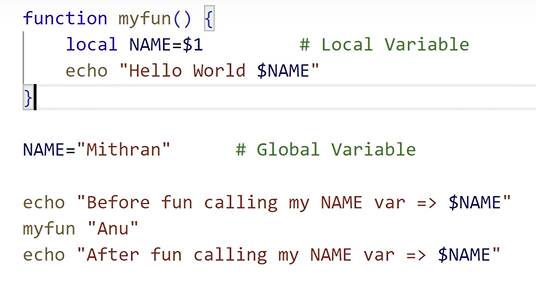 function myfun() {
    local NAME=$1         # Local Variable
    echo "Hello World $NAME"
}
NAME="Mithran"      # Global Variable
echo "Before fun calling my NAME var => $NAME"
myfun "Anu"
echo "After fun calling my NAME var => $NAME"